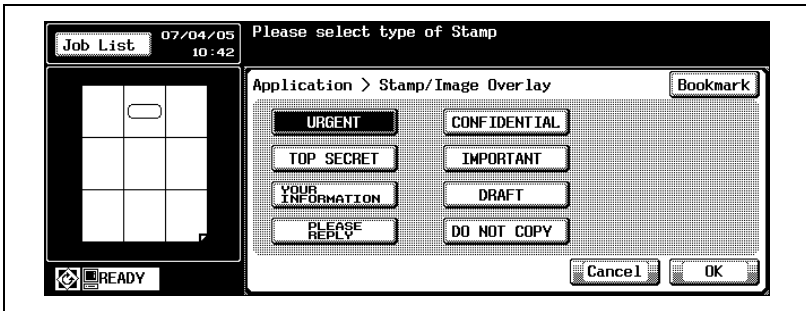 Job List
07/04/05
10:42
Please select type of Stamp
Application > Stamp/Image Overlay
Bookmark
URGENT
CONFIDENTIAL
TOP SECRET
IMPORTANT
YOUR
INFORMATION
DRAFT
PLEASE
REPLY
DO NOT COPY
Cancel
OK
READY